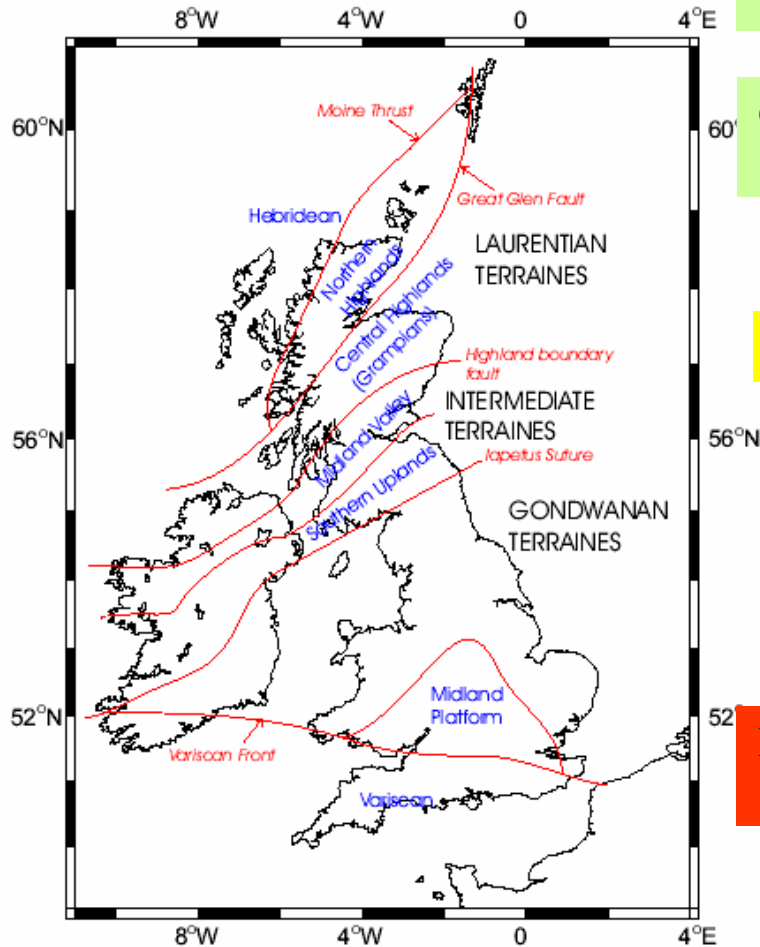 8°W 4°W 0 4°E
60°N
60°
Moine Thrust
Great Glen Fault
Hebridean
LAURENTIAN
TERRAINES
Northern
Highlands
Central Highlands
(Grampians)
Highland boundary
fault
INTERMEDIATE
TERRAINES
56°N
56°N
Midland Valley
Iapetus Suture
Southern Uplands
GONDWANAN
TERRAINES
Midland
Platform
52°N
52°
Variscan Front
Variscan
8°W 4°W 0 4°E